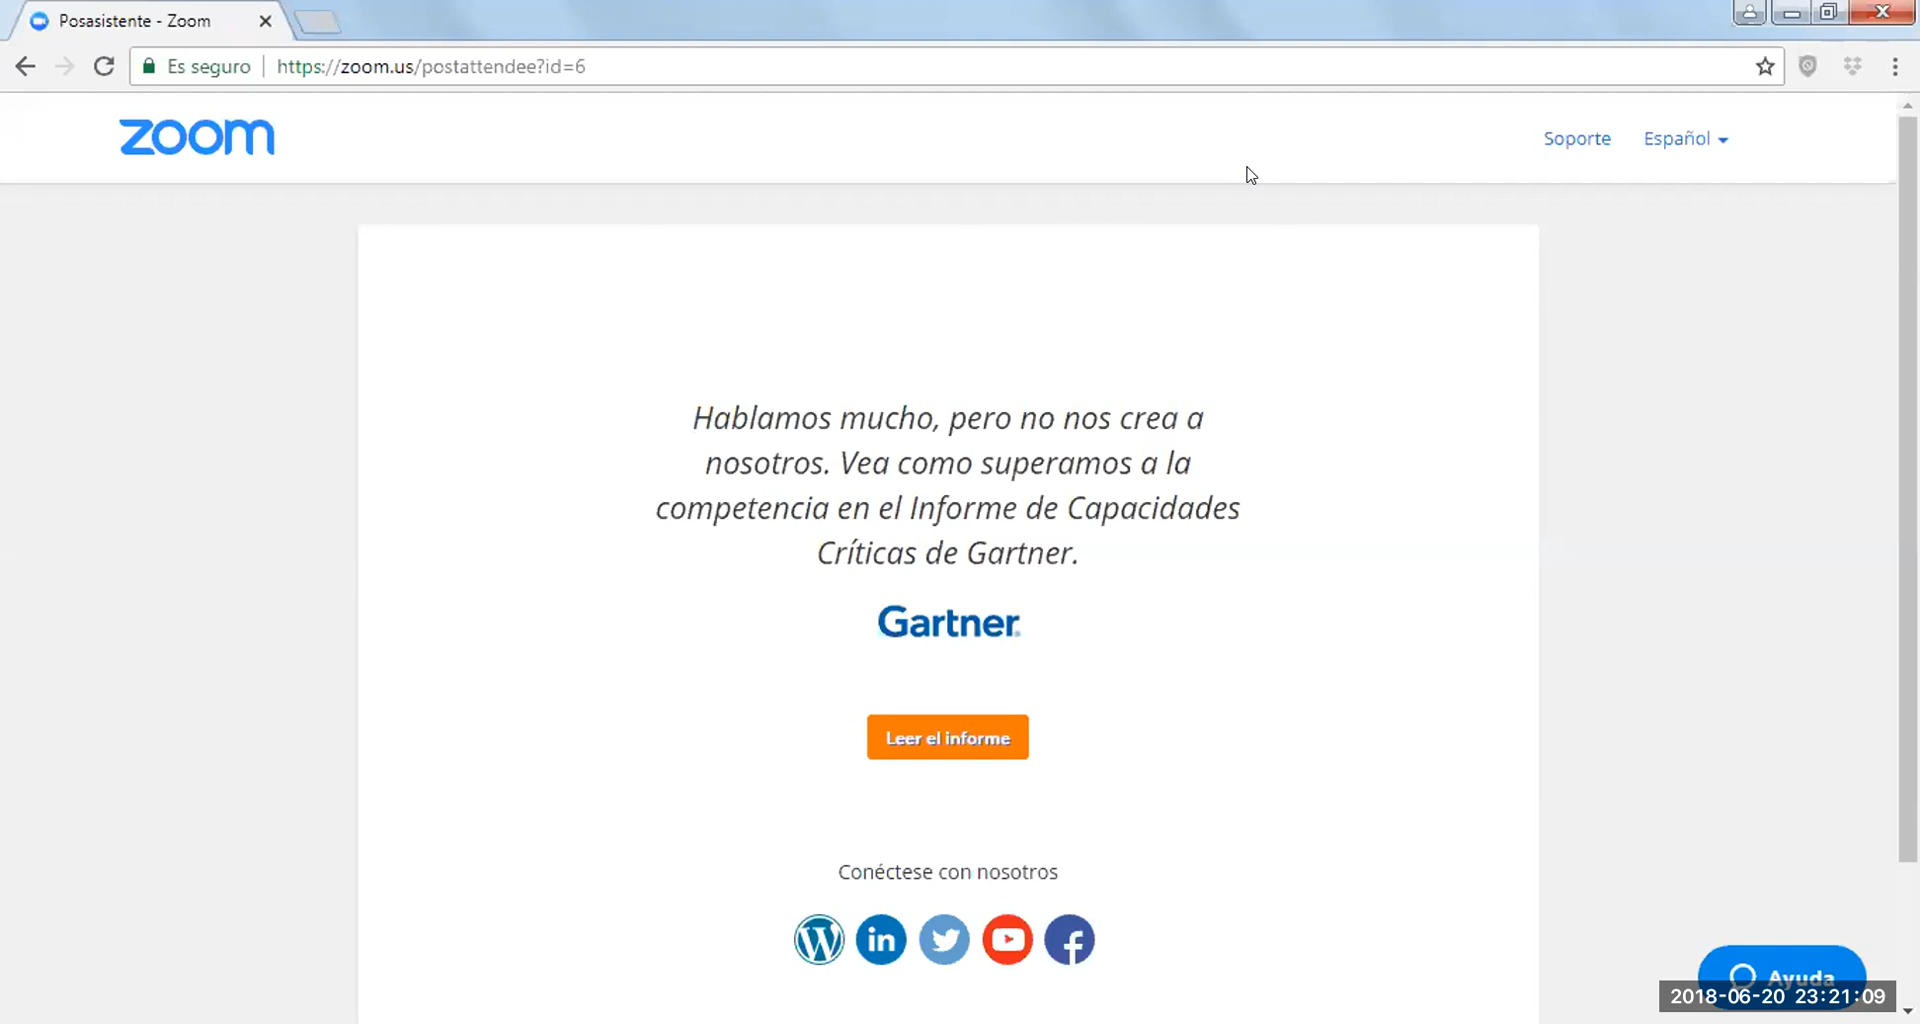 Posasistente - Zoom
Es seguro https://zoom.us/postattendee?id=6
zoom
Soporte Español
Hablamos mucho, pero no nos crea a
nosotros. Vea como superamos a la
competencia en el Informe de Capacidades
Críticas de Gartner.
Gartner
Leer el informe
Conéctese con nosotros
Ayuda
2018-06-20 23:21:09